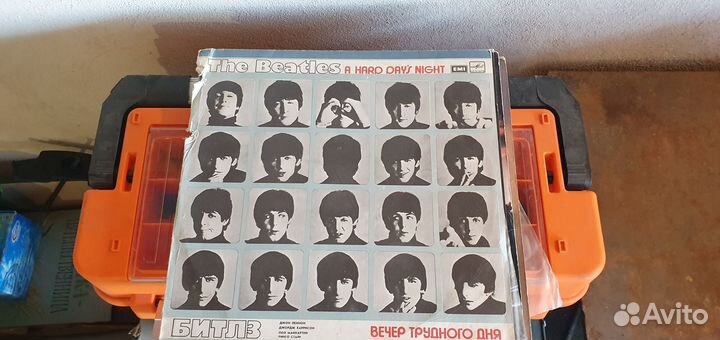 The Beatles A HARD DAY'S NIGHT EMI
БИТЛЗ
ДЖОН ЛЕННОН
ДЖОРДЖ ХАРРИСОН
ПОЛ МАККАРТНИ
РИНГО СТАРР
ВЕЧЕР ТРУДНОГО ДНЯ
Avito